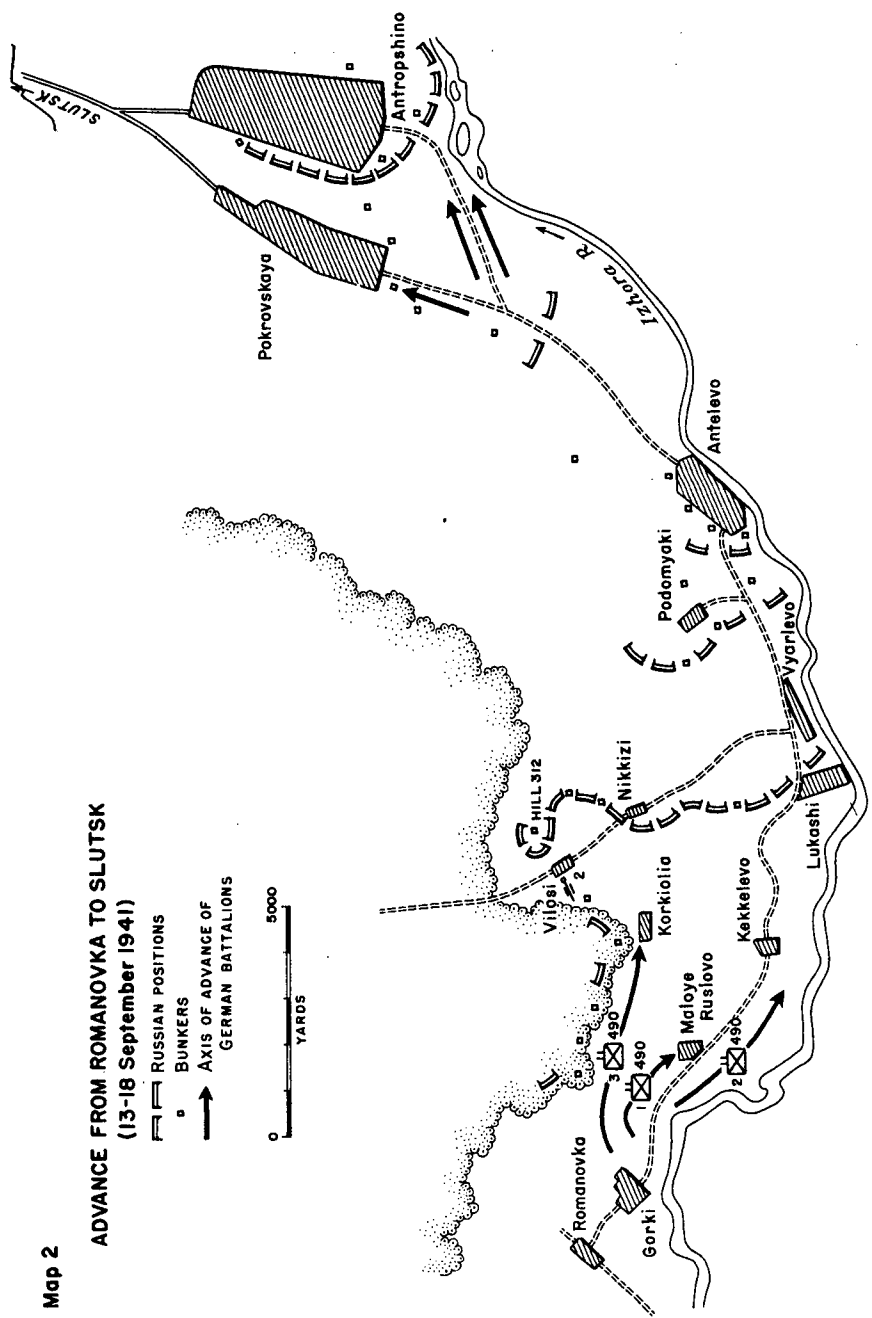 Map 2
ADVANCE FROM ROMANOVKA TO SLUTSK
(13-18 September 1941)
RUSSIAN POSITIONS
BUNKERS
AXIS OF ADVANCE OF
GERMAN BATTALIONS
0
5000
YARDS
Romanovka
Gorki
3
490
1
490
2
490
Maloye
Ruslovo
Korkiolia
Kekkelevo
Vilosi
2
HILL 312
Nikkizi
Lukashi
Vyarlevo
Podomyaki
Antelevo
Izhora R
Pokrovskaya
Antropshino
SLUTSK